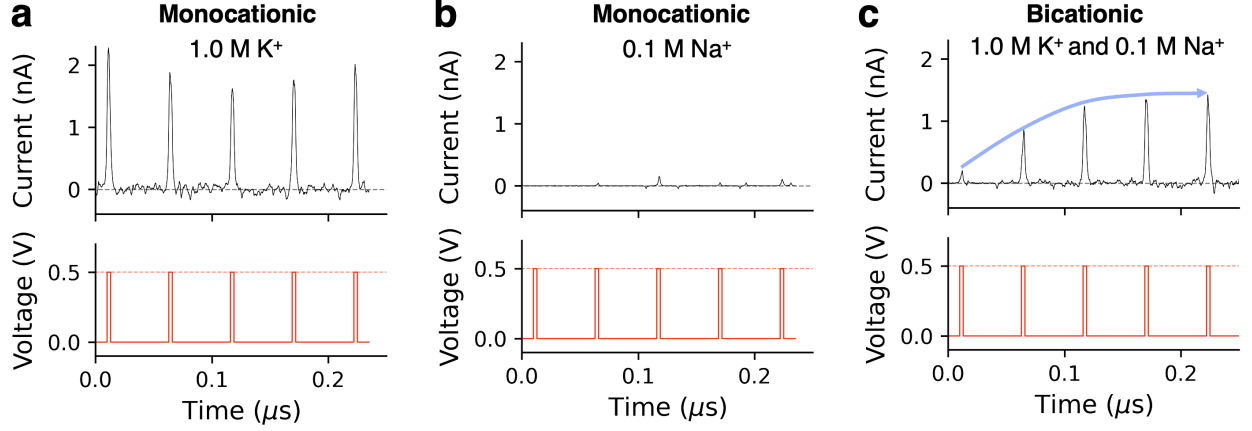 a Monocationic
1.0 M K⁺
Current (nA)
2
1
0
Voltage (V)
0.5
0.0
0.0 0.1 0.2
Time (μs)
b Monocationic
0.1 M Na⁺
Current (nA)
2
1
0
Voltage (V)
0.5
0.0
0.0 0.1 0.2
Time (μs)
c Bicationic
1.0 M K⁺ and 0.1 M Na⁺
Current (nA)
2
1
0
Voltage (V)
0.5
0.0
0.0 0.1 0.2
Time (μs)